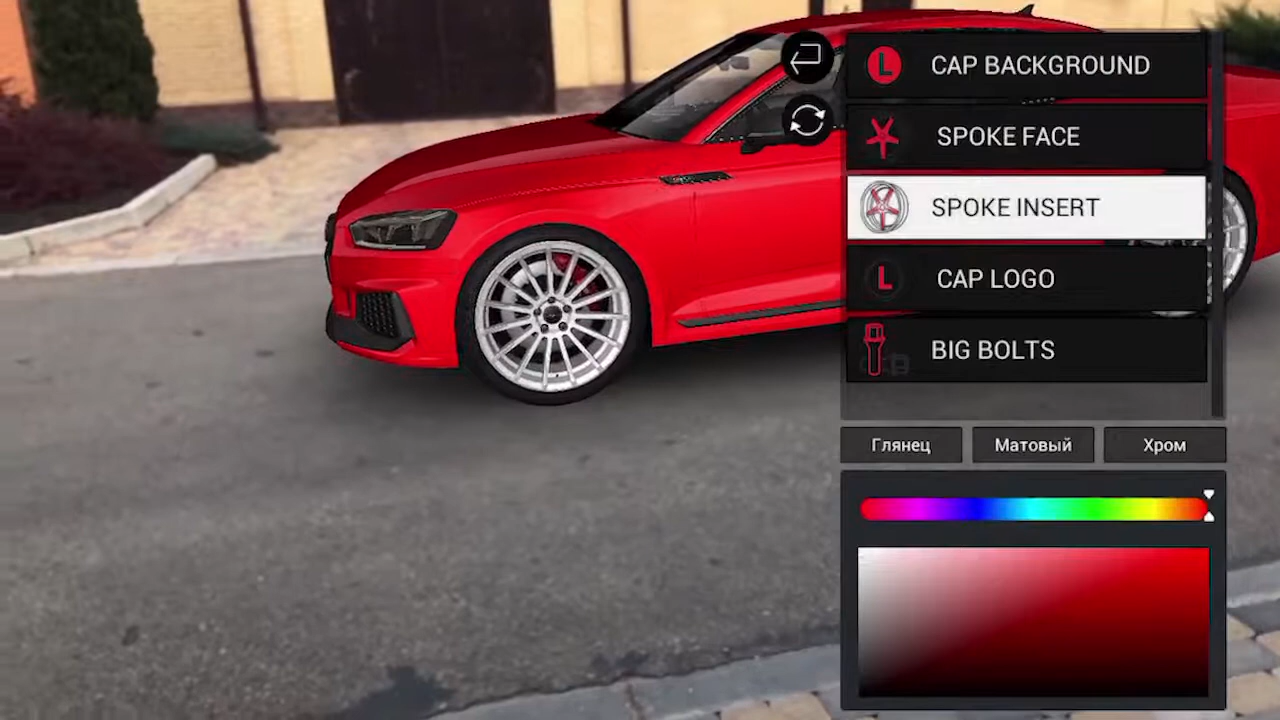 CAP BACKGROUND
SPOKE FACE
SPOKE INSERT
CAP LOGO
BIG BOLTS
Глянец Матовый Хром